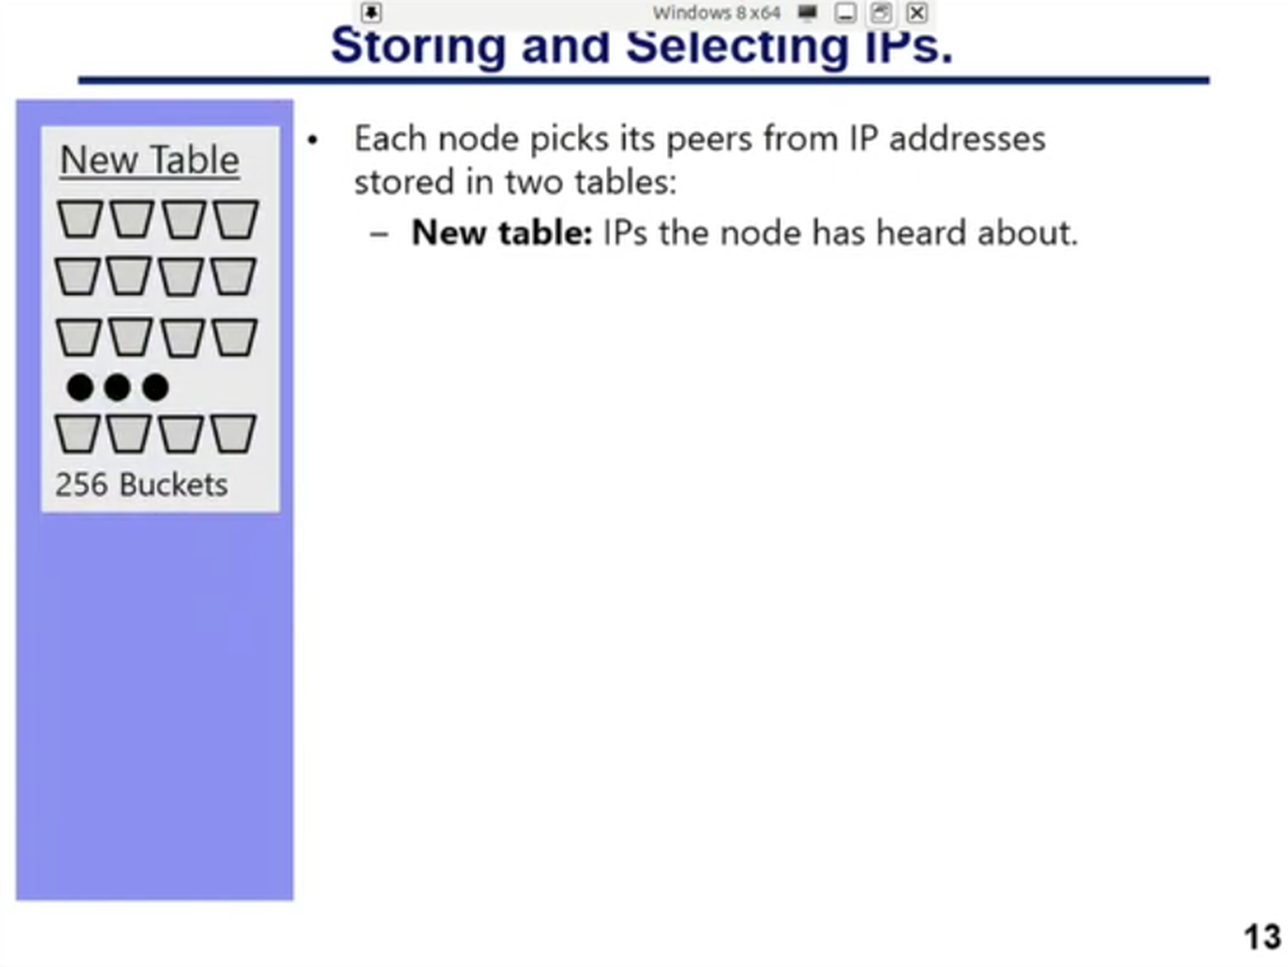 Windows 8 x64
Storing and Selecting IPs.
New Table
256 Buckets
• Each node picks its peers from IP addresses
stored in two tables:
– New table: IPs the node has heard about.
13